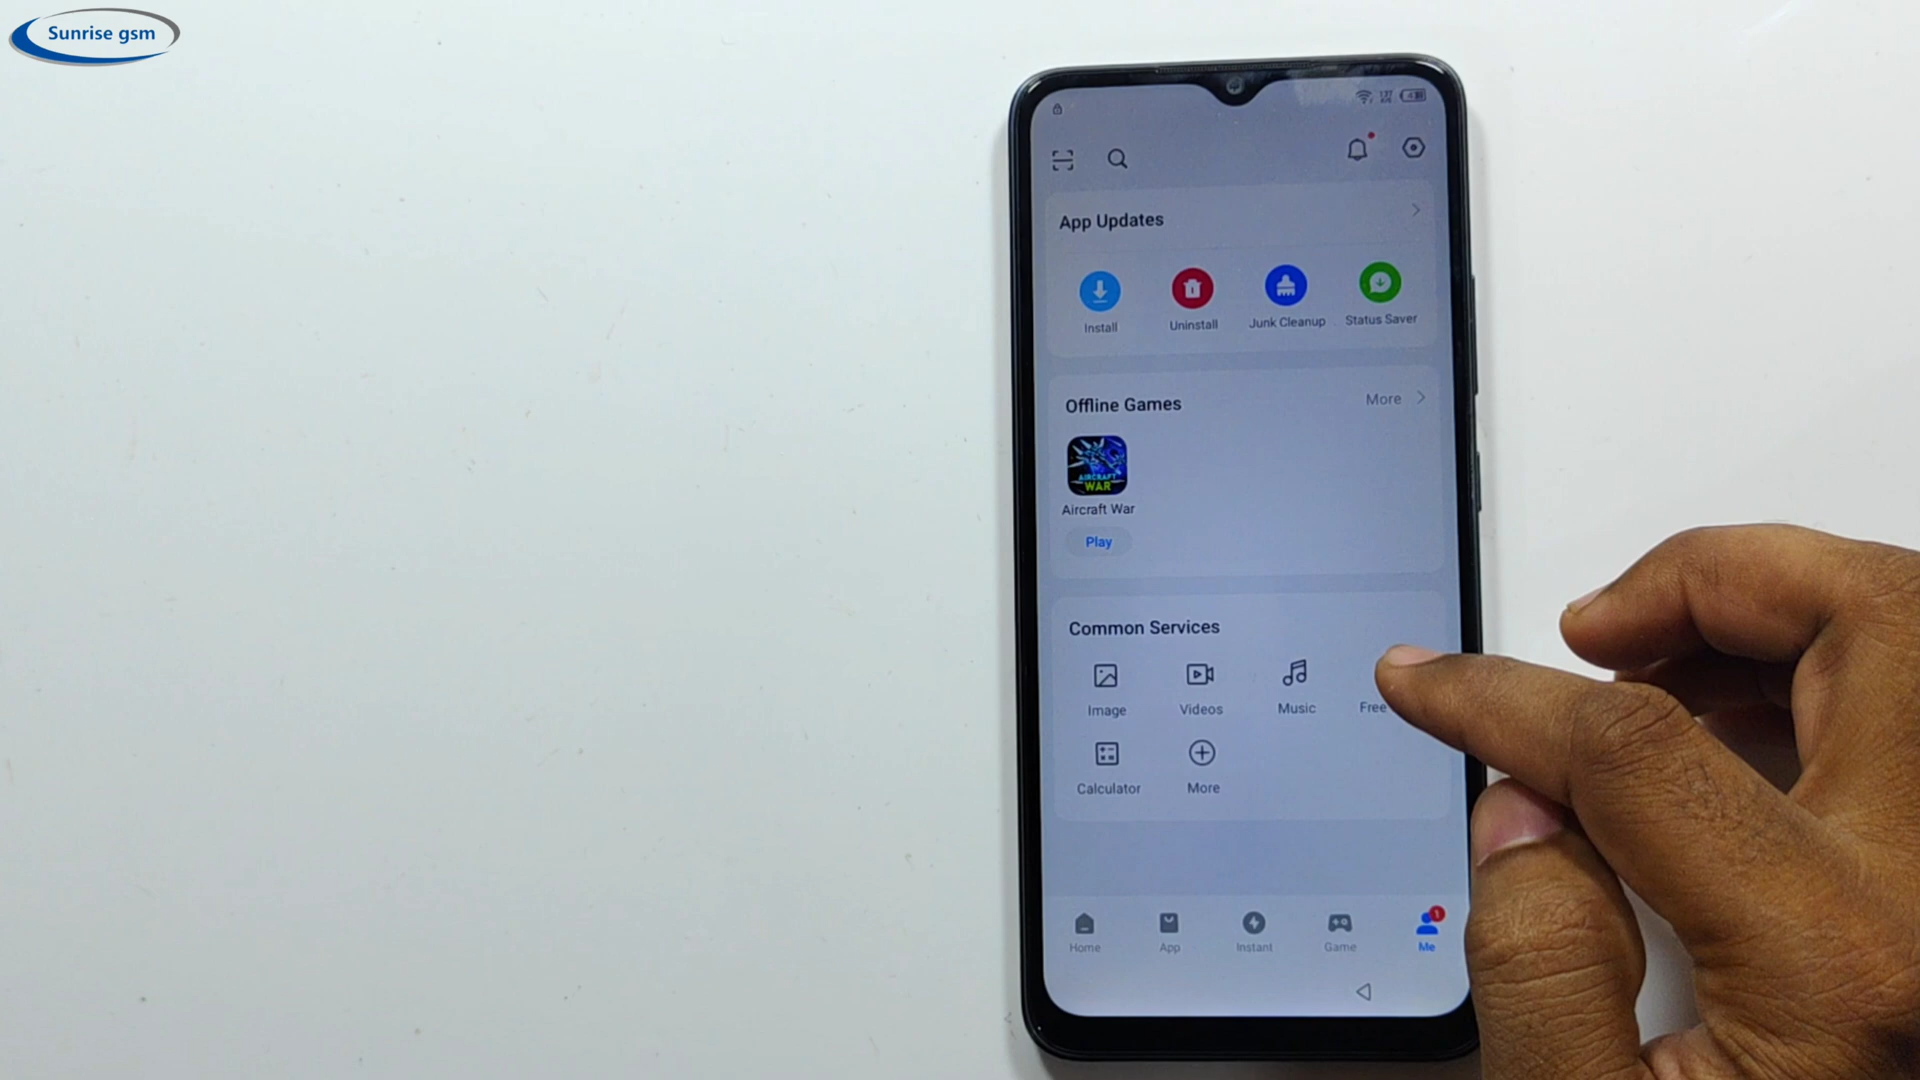 Sunrise gsm
App Updates
Install
Uninstall
Junk Cleanup
Status Saver
Offline Games
More
AIRCRAFT
WAR
Aircraft War
Play
Common Services
Image
Videos
Music
Free
Calculator
More
1
Home
App
Instant
Game
Me